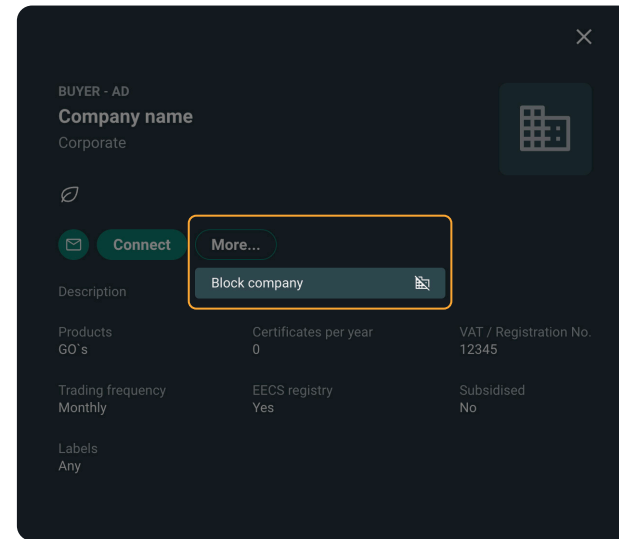 BUYER - AD
Company name
Corporate
Connect
More...
Block company
Description
Products
Certificates per year
VAT / Registration No.
GO`s
0
12345
Trading frequency
EECS registry
Subsidised
Monthly
Yes
No
Labels
Any